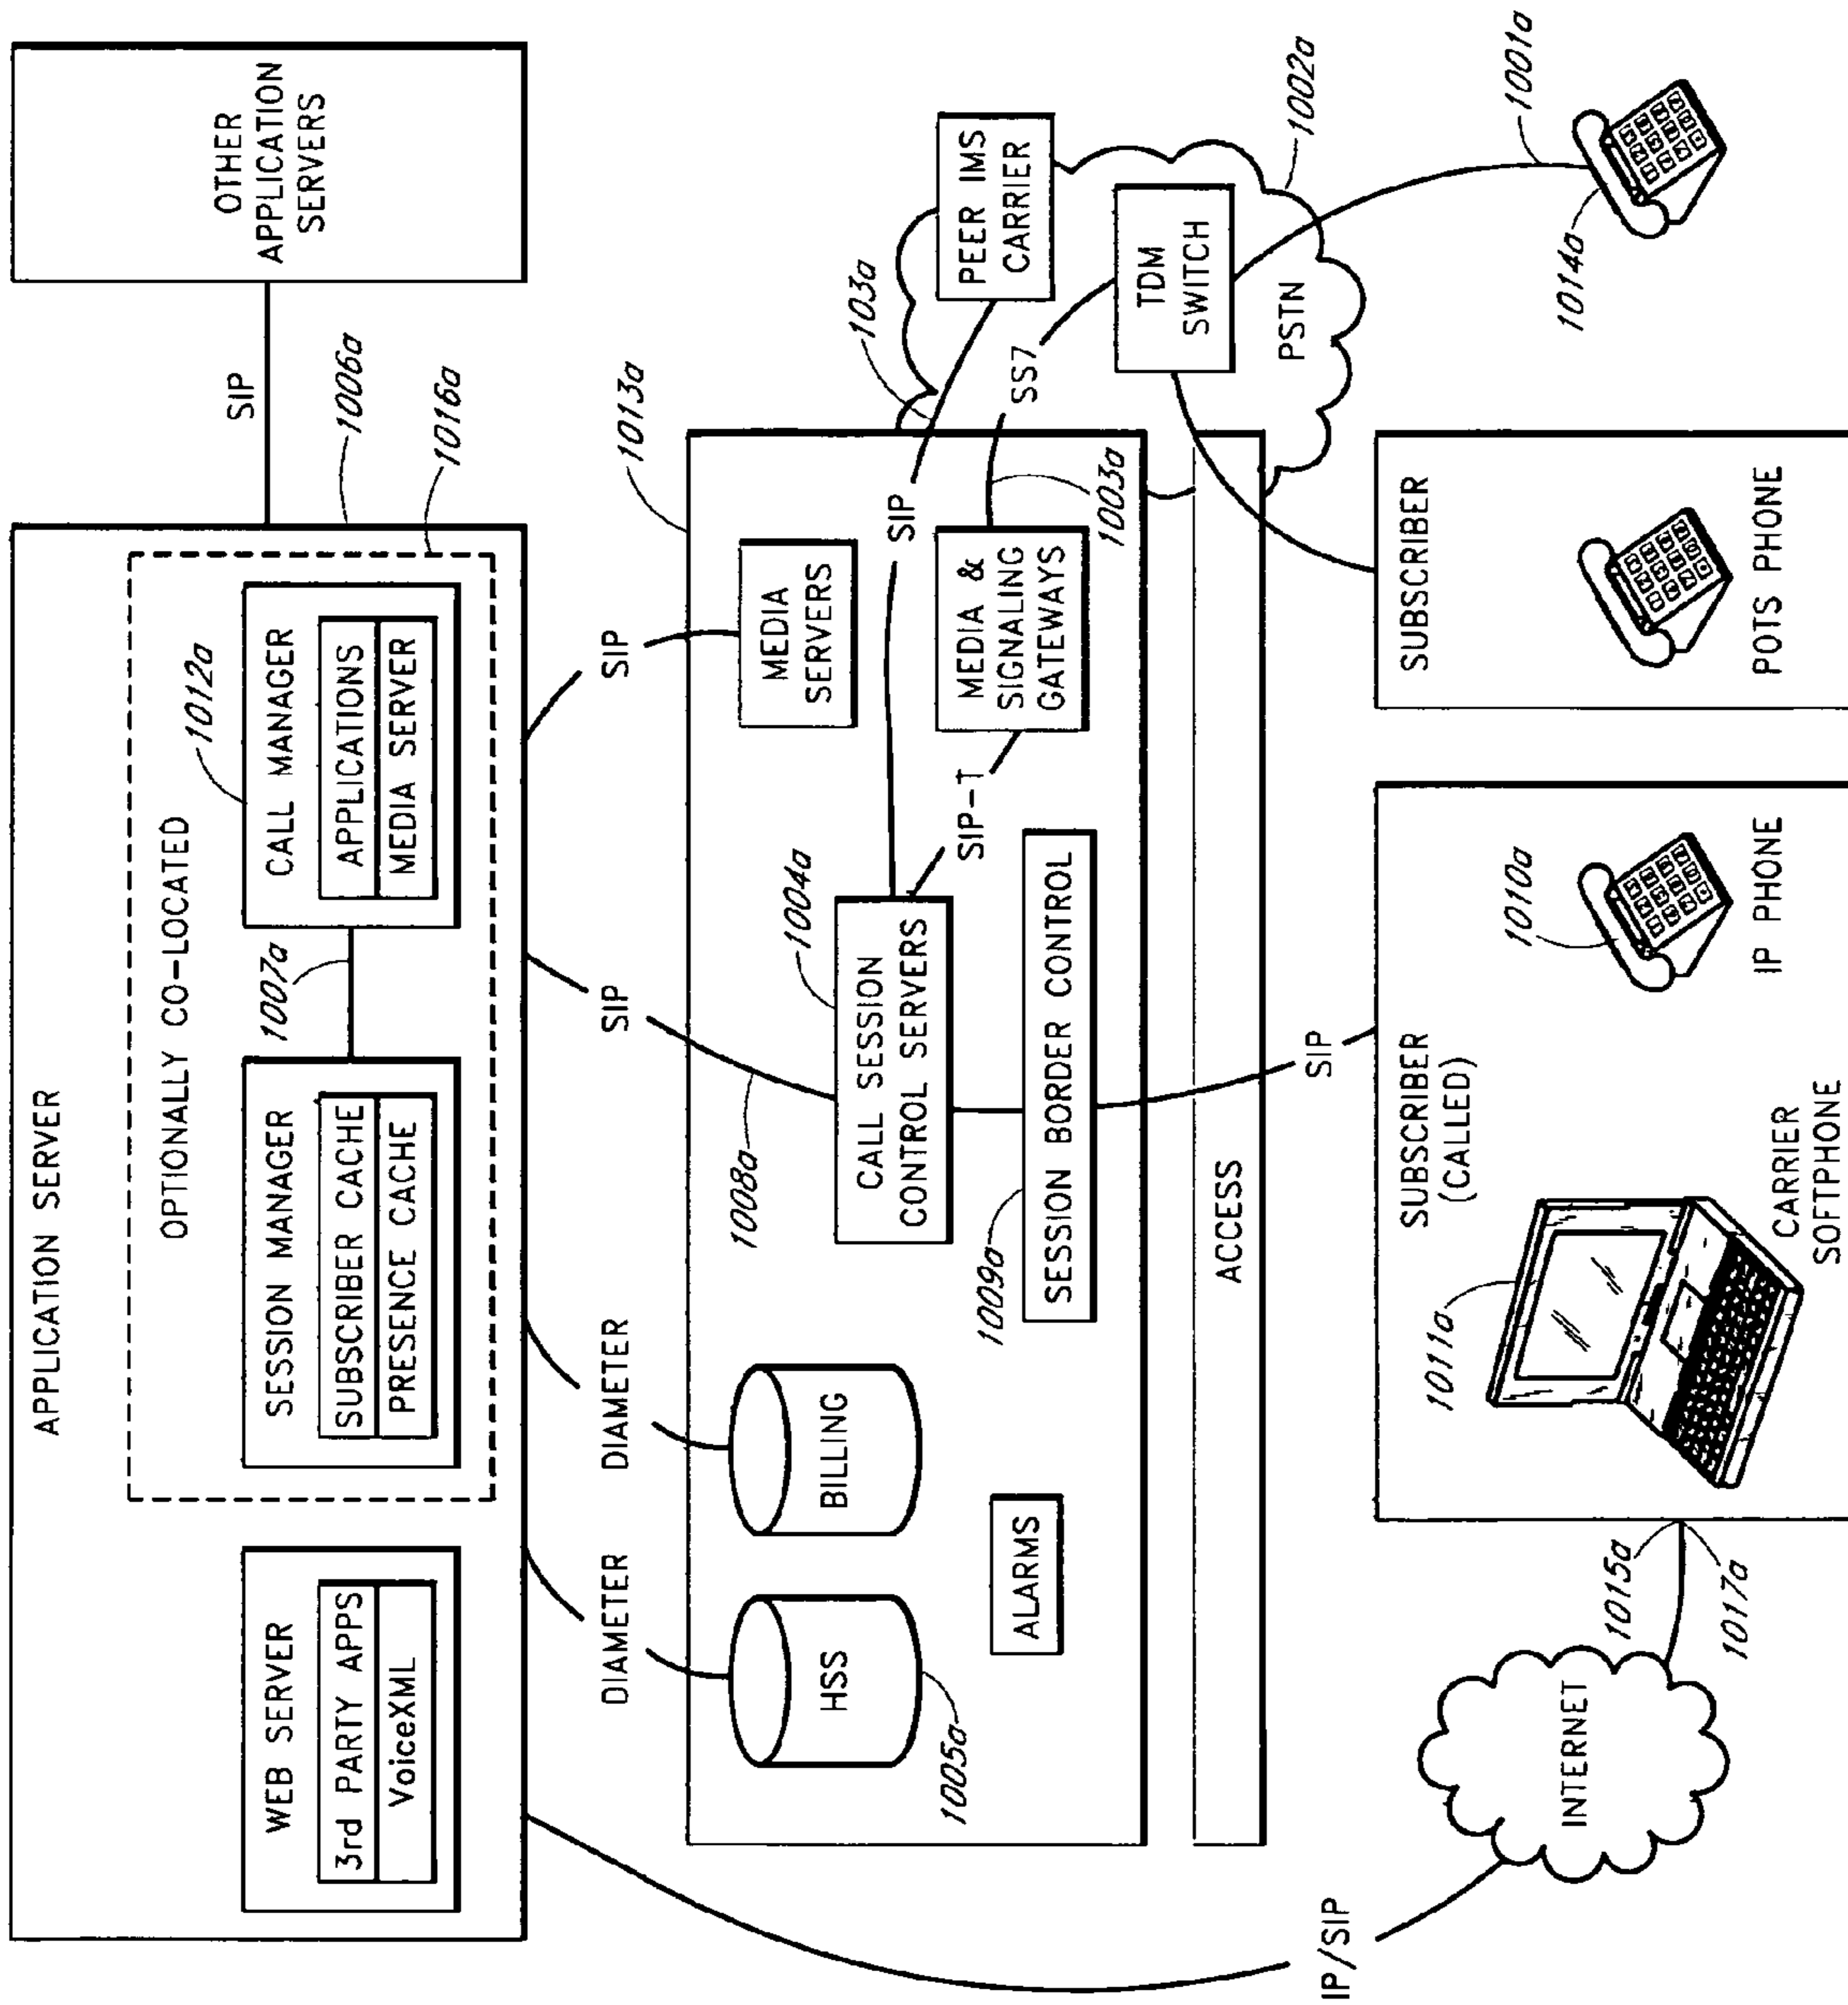 APPLICATION SERVER
WEB SERVER
3rd PARTY APPS
VoiceXML
OPTIONALLY CO-LOCATED
SESSION MANAGER
SUBSCRIBER CACHE
PRESENCE CACHE
1007a
CALL MANAGER
APPLICATIONS
MEDIA SERVER
1012a
1006a
1016a
SIP
OTHER
APPLICATION
SERVERS
DIAMETER
DIAMETER
SIP
SIP
1008a
1013a
HSS
1005a
BILLING
ALARMS
CALL SESSION
CONTROL SERVERS
1004a
SESSION BORDER CONTROL
1009a
MEDIA
SERVERS
SIP
SIP-T
MEDIA &
SIGNALING
GATEWAYS
1003a
103a
SS7
PEER IMS
CARRIER
TDM
SWITCH
PSTN
1002a
ACCESS
SIP
IP/SIP
INTERNET
1015a
1017a
SUBSCRIBER
(CALLED)
1011a
CARRIER
SOFTPHONE
1010a
IP PHONE
SUBSCRIBER
POTS PHONE
1014a
1001a